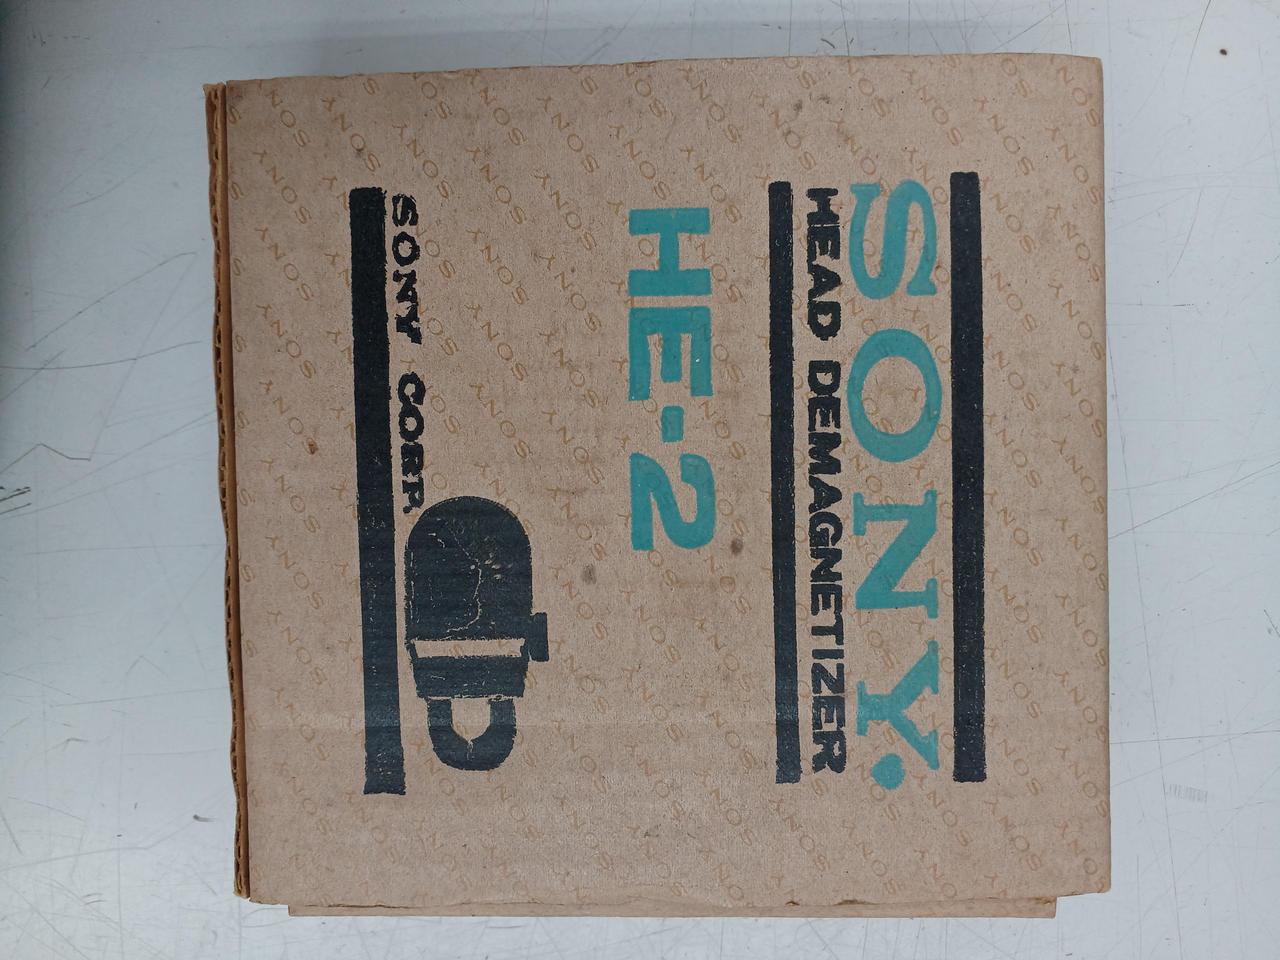 SONY.
HEAD DEMAGNETIZER
HE-2
SONY CORP.